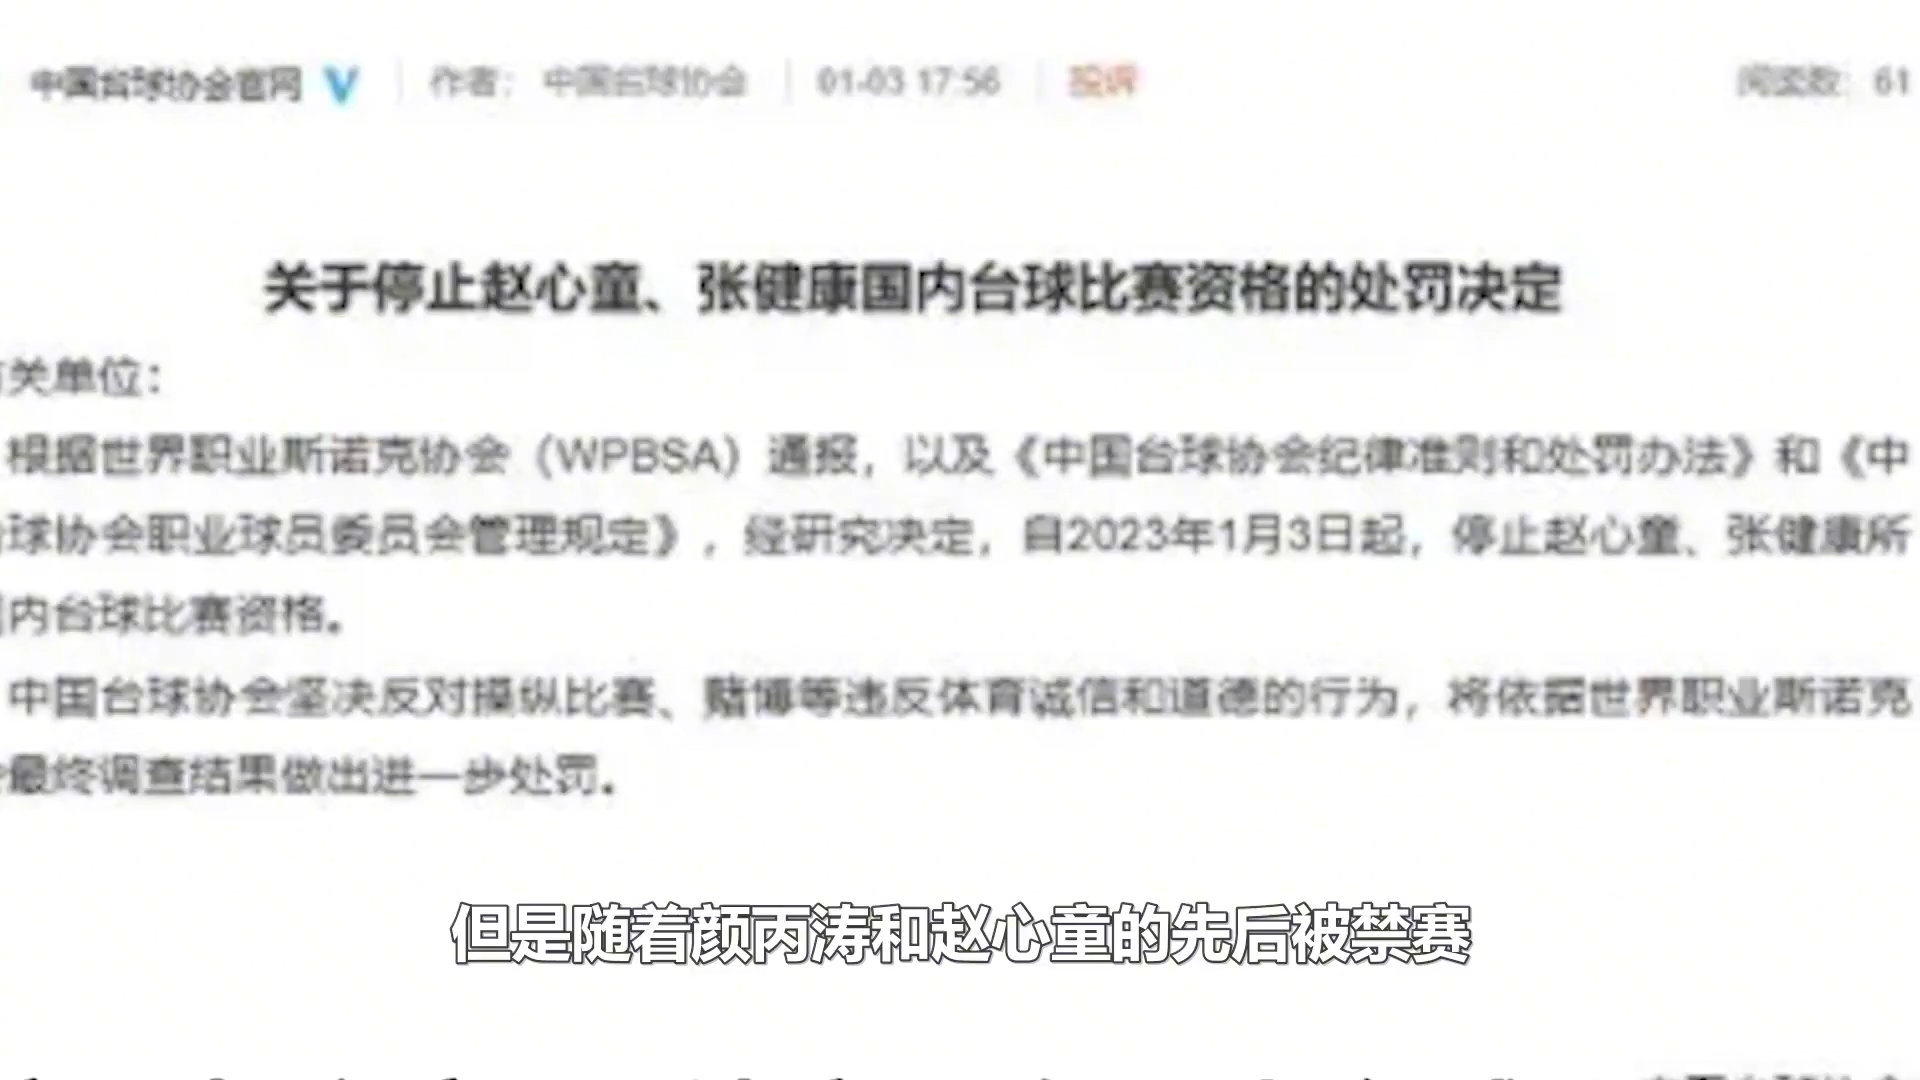 中国台球协会官网 V 作者： 中国台球协会 01-03 17:56 投诉 阅读数：61
关于停止赵心童、张健康国内台球比赛资格的处罚决定
关单位：
根据世界职业斯诺克协会（WPBSA）通报，以及《中国台球协会纪律准则和处罚办法》和《中
球协会职业球员委员会管理规定》，经研究决定，自2023年1月3日起，停止赵心童、张健康所
内台球比赛资格。
中国台球协会坚决反对操纵比赛、赌博等违反体育诚信和道德的行为，将依据世界职业斯诺克
最终调查结果做出进一步处罚。
但是随着颜丙涛和赵心童的先后被禁赛